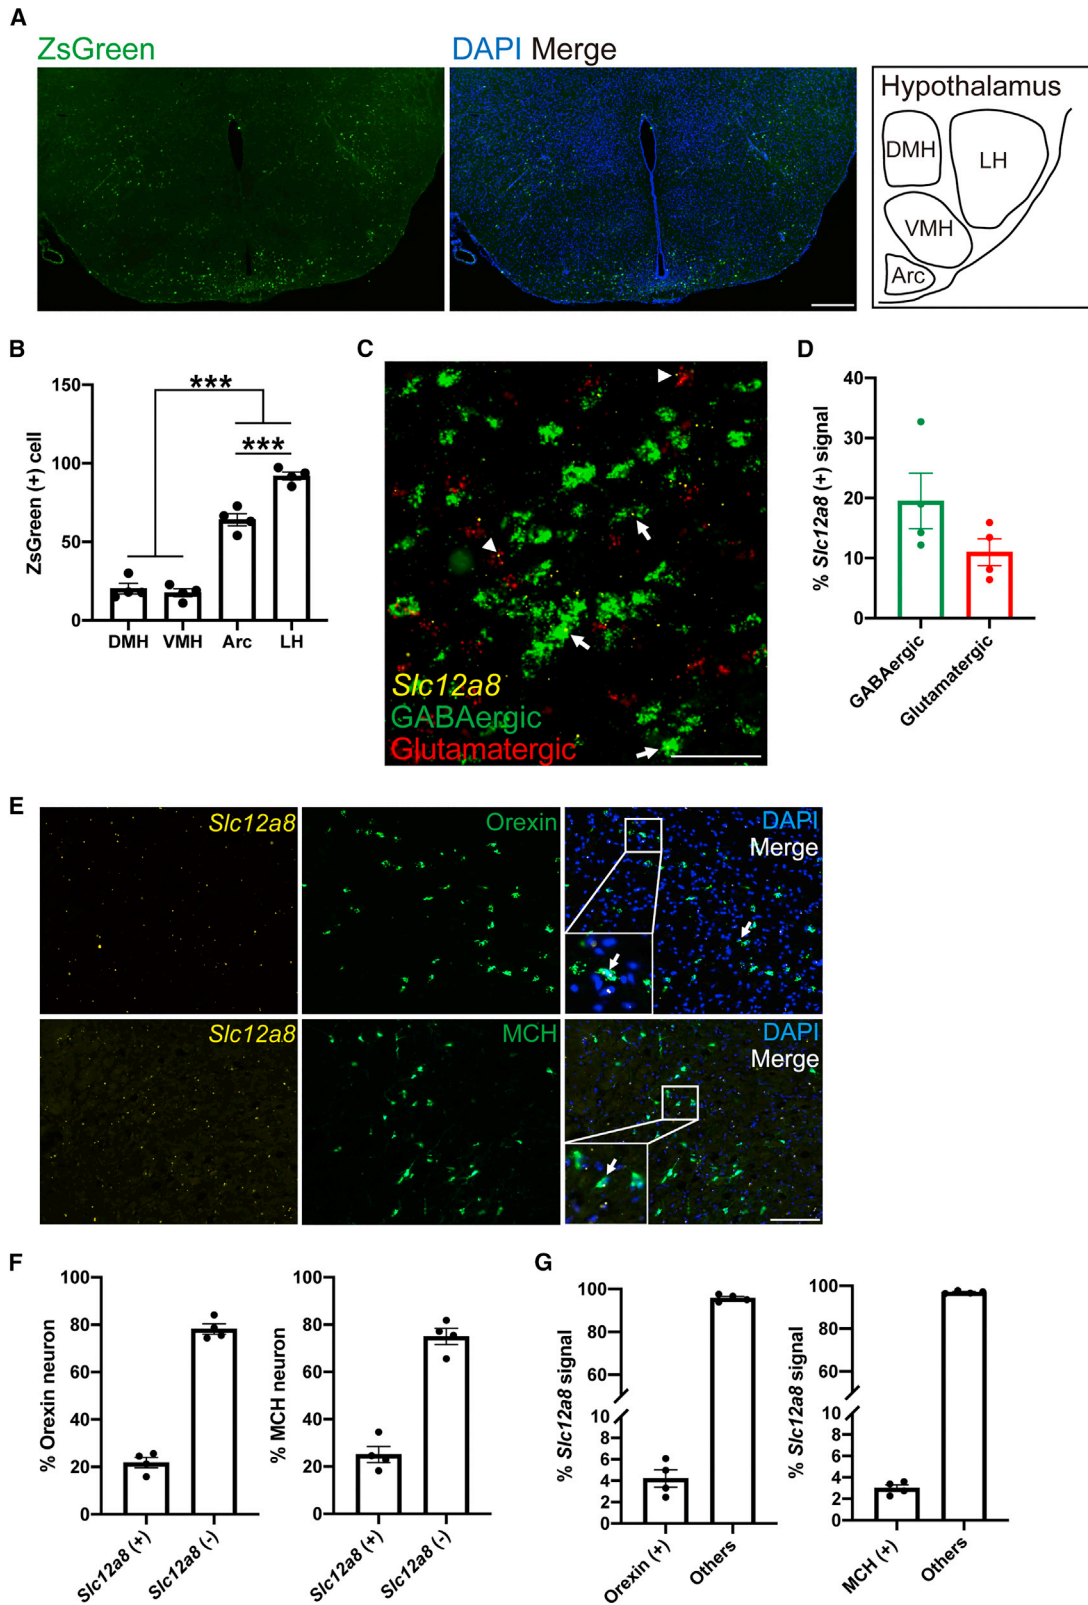 A
ZsGreen
DAPI Merge
Hypothalamus
DMH
LH
VMH
Arc
B
150
100
50
0
ZsGreen (+) cell
***
***
DMH VMH Arc LH
C
Slc12a8
GABAergic
Glutamatergic
D
40
30
20
10
0
% Slc12a8 (+) signal
GABAergic
Glutamatergic
E
Slc12a8
Orexin
DAPI
Merge
Slc12a8
MCH
DAPI
Merge
F
100
80
60
40
20
0
% Orexin neuron
Slc12a8 (+)
Slc12a8 (-)
100
80
60
40
20
0
% MCH neuron
Slc12a8 (+)
Slc12a8 (-)
G
100
80
60
10
8
6
4
2
0
% Slc12a8 signal
Orexin (+)
Others
100
80
60
10
8
6
4
2
0
% Slc12a8 signal
MCH (+)
Others